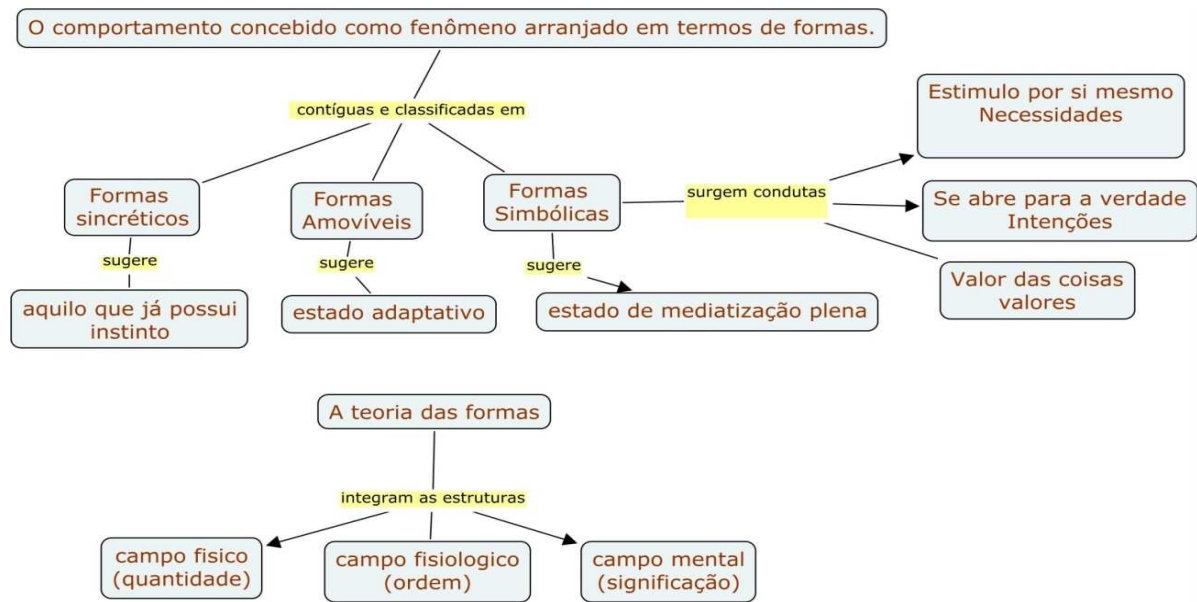 O comportamento concebido como fenômeno arranjado em termos de formas.
contíguas e classificadas em
Estimulo por si mesmo
Necessidades
Formas
sincréticos
Formas
Amovíveis
Formas
Simbólicas
surgem condutas
Se abre para a verdade
Intenções
sugere
sugere
sugere
Valor das coisas
valores
aquilo que já possui
instinto
estado adaptativo
estado de mediatização plena
A teoria das formas
integram as estruturas
campo fisico
(quantidade)
campo fisiologico
(ordem)
campo mental
(significação)